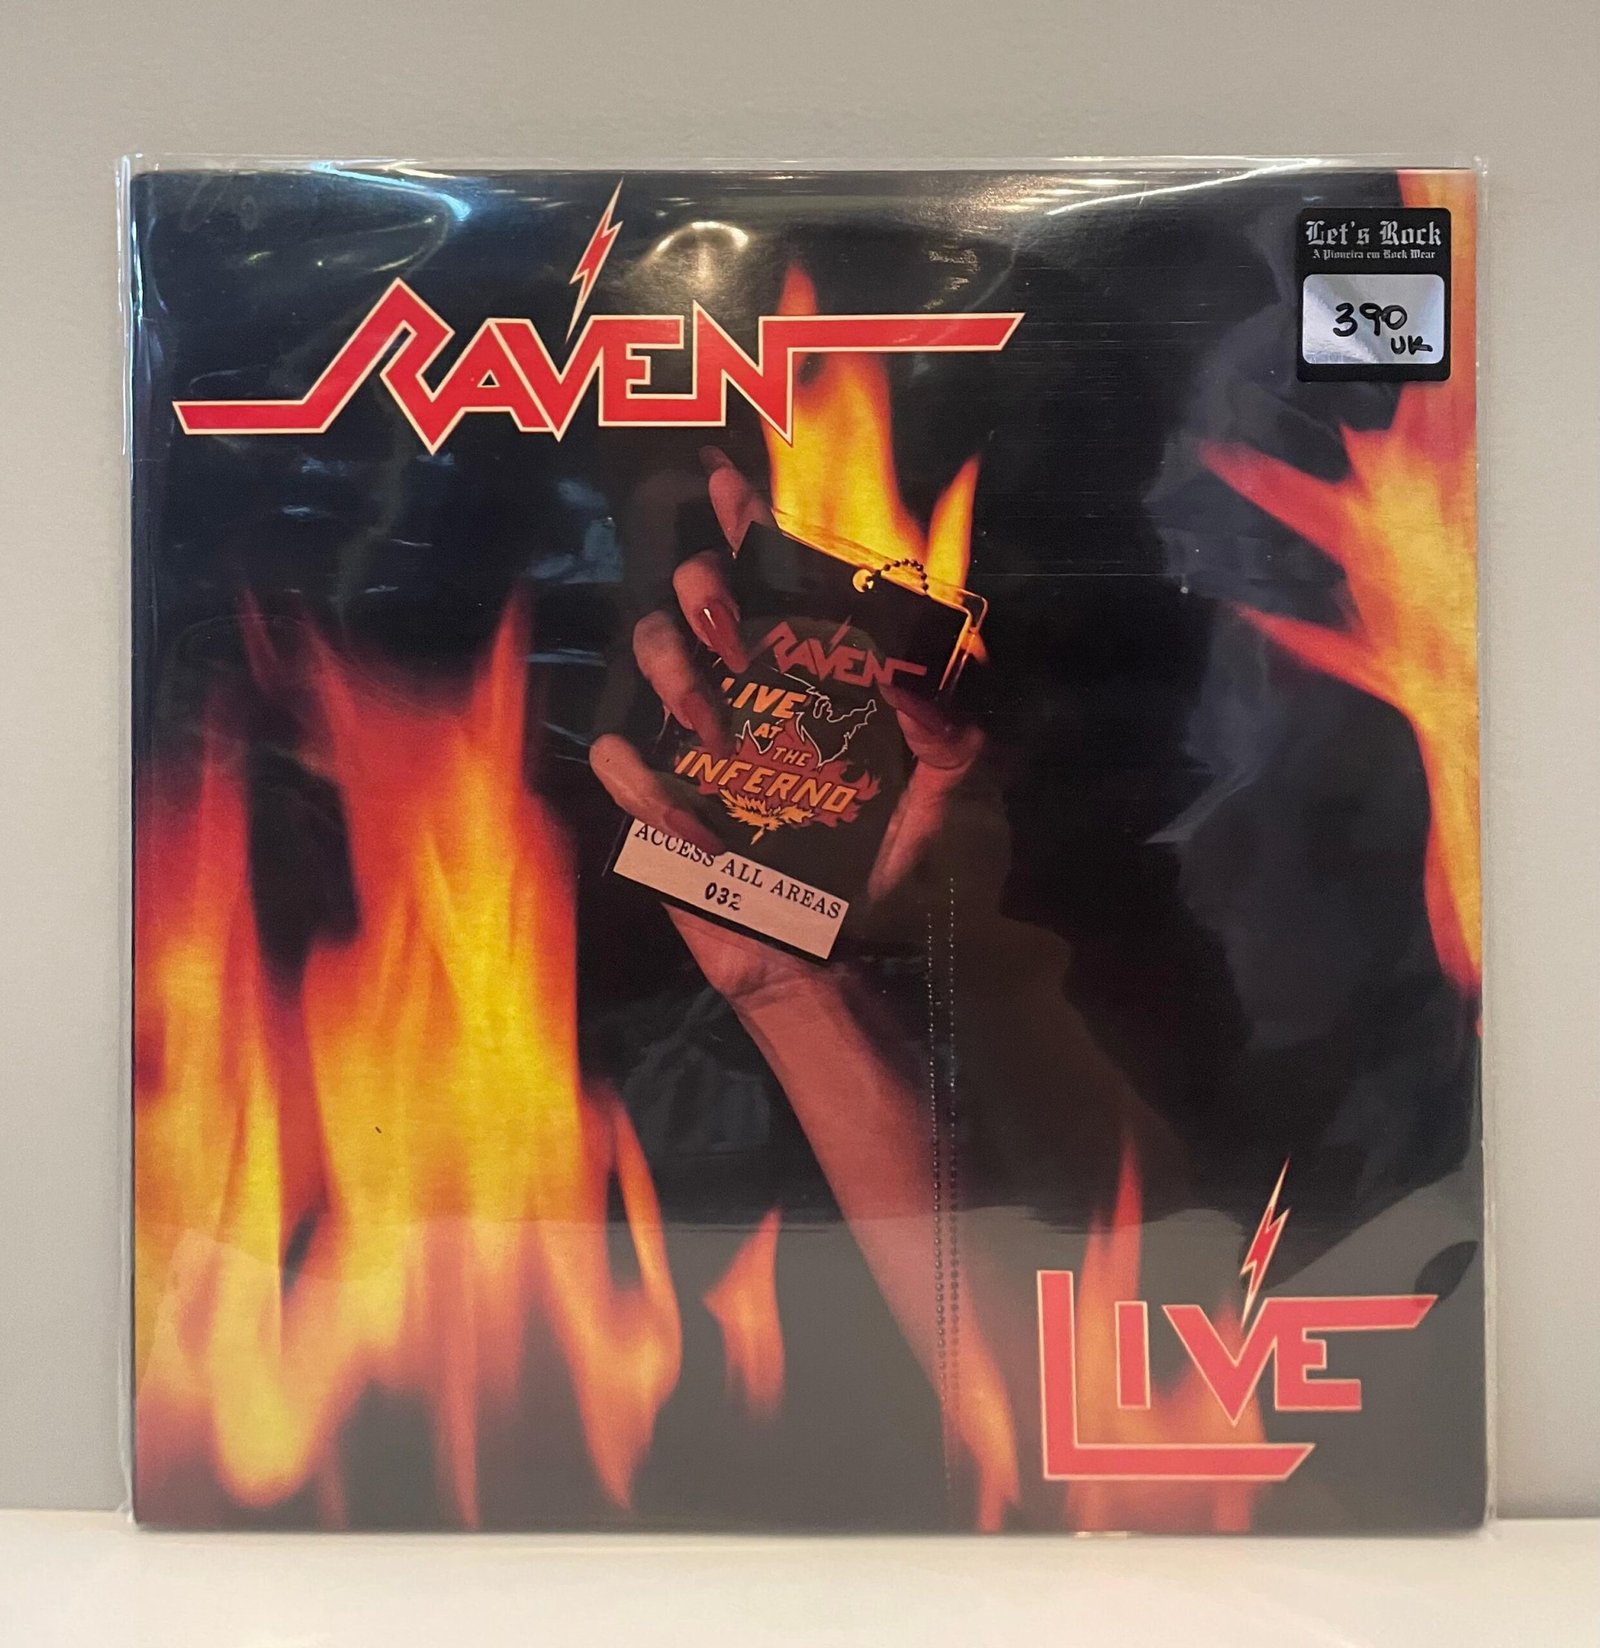 RAVEN
Let's Rock
A Pioneira em Rock Wear
390
UK
RAVEN
LIVE
AT
THE
INFERNO
ACCESS ALL AREAS
032
LIVE